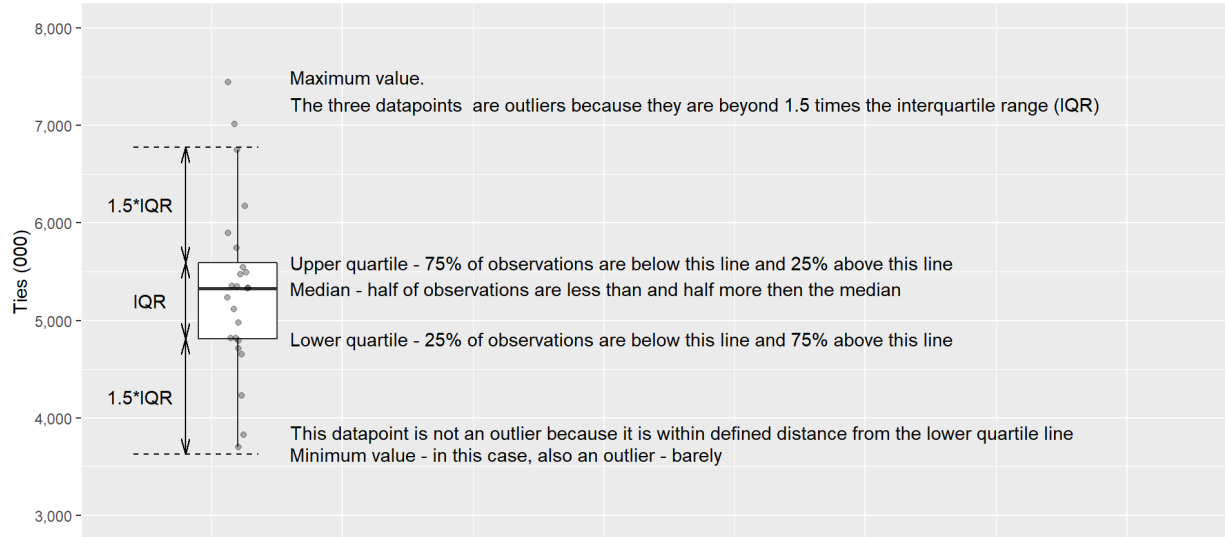 8,000
Maximum value.
The three datapoints  are outliers because they are beyond 1.5 times the interquartile range (IQR)
7,000
1.5*IQR
6,000
Ties (000)
Upper quartile - 75% of observations are below this line and 25% above this line
Median - half of observations are less than and half more then the median
IQR
5,000
Lower quartile - 25% of observations are below this line and 75% above this line
1.5*IQR
4,000
This datapoint is not an outlier because it is within defined distance from the lower quartile line
Minimum value - in this case, also an outlier - barely
3,000